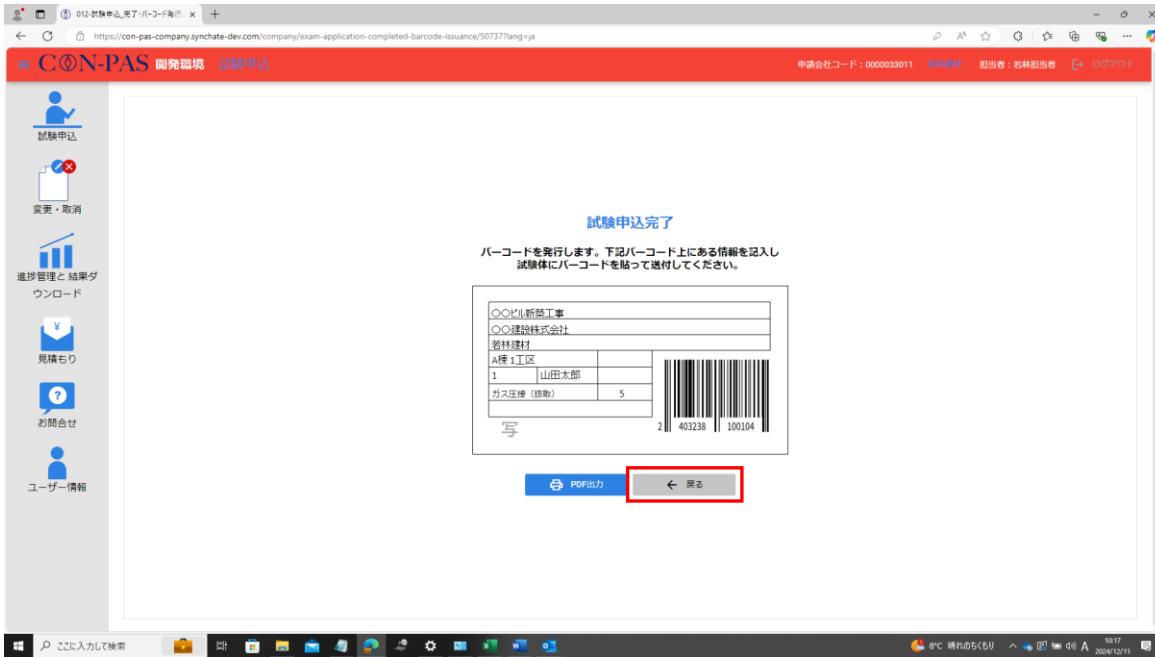 012-試験申込_完了・バーコード発行
https://con-pas-company.synchate-dev.com/company/exam-application-completed-barcode-issuance/50737?lang=ja
CON-PAS 開発環境 試験申込
申請会社コード：0000033011 若林建材 担当者：若林担当者 ログアウト
試験申込
変更・取消
進捗管理と結果ダ
ウンロード
¥
見積もり
?
お問合せ
ユーザー情報
試験申込完了
バーコードを発行します。下記バーコード上にある情報を記入し
試験体にバーコードを貼って送付してください。
〇〇ビル新築工事
〇〇建設株式会社
若林建材
A棟 1工区
1 山田太郎
ガス圧接（抜取） 5
写
2 403238 100104
PDF出力
戻る
ここに入力して検索
8°C 晴れのちくもり
A
10:17
2024/12/11